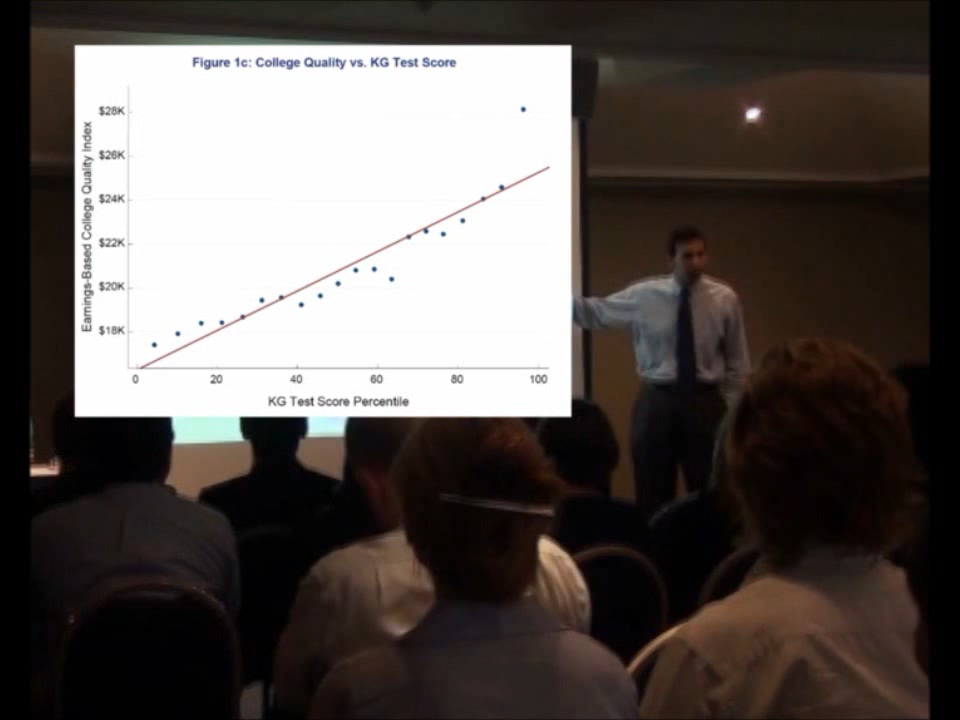 Figure 1c: College Quality vs. KG Test Score
Earnings-Based College Quality Index
$28K
$26K
$24K
$22K
$20K
$18K
0 20 40 60 80 100
KG Test Score Percentile